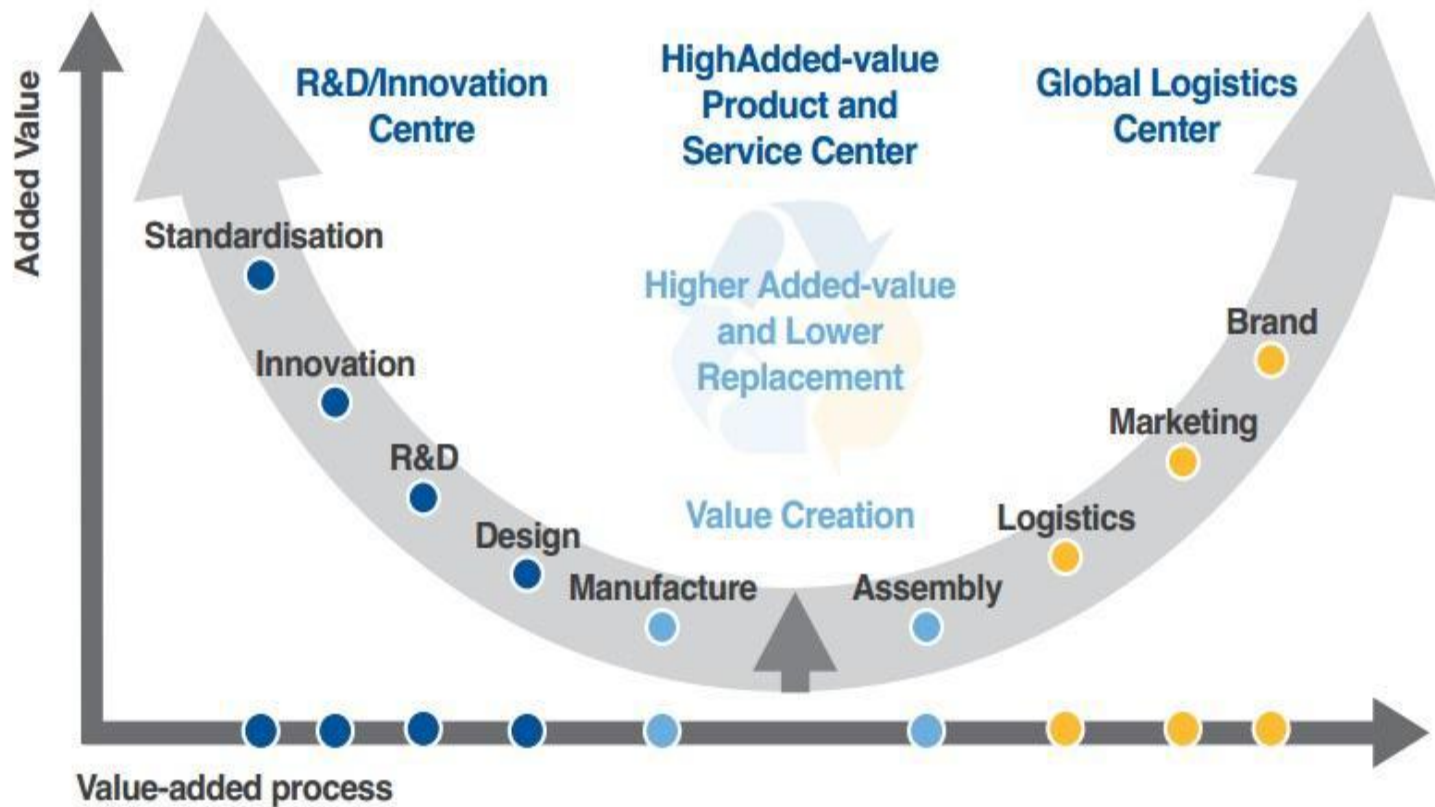 Added Value
R&D/Innovation
Centre
HighAdded-value
Product and
Service Center
Global Logistics
Center
Standardisation
Innovation
R&D
Design
Manufacture
Higher Added-value
and Lower
Replacement
Value Creation
Assembly
Logistics
Marketing
Brand
Value-added process